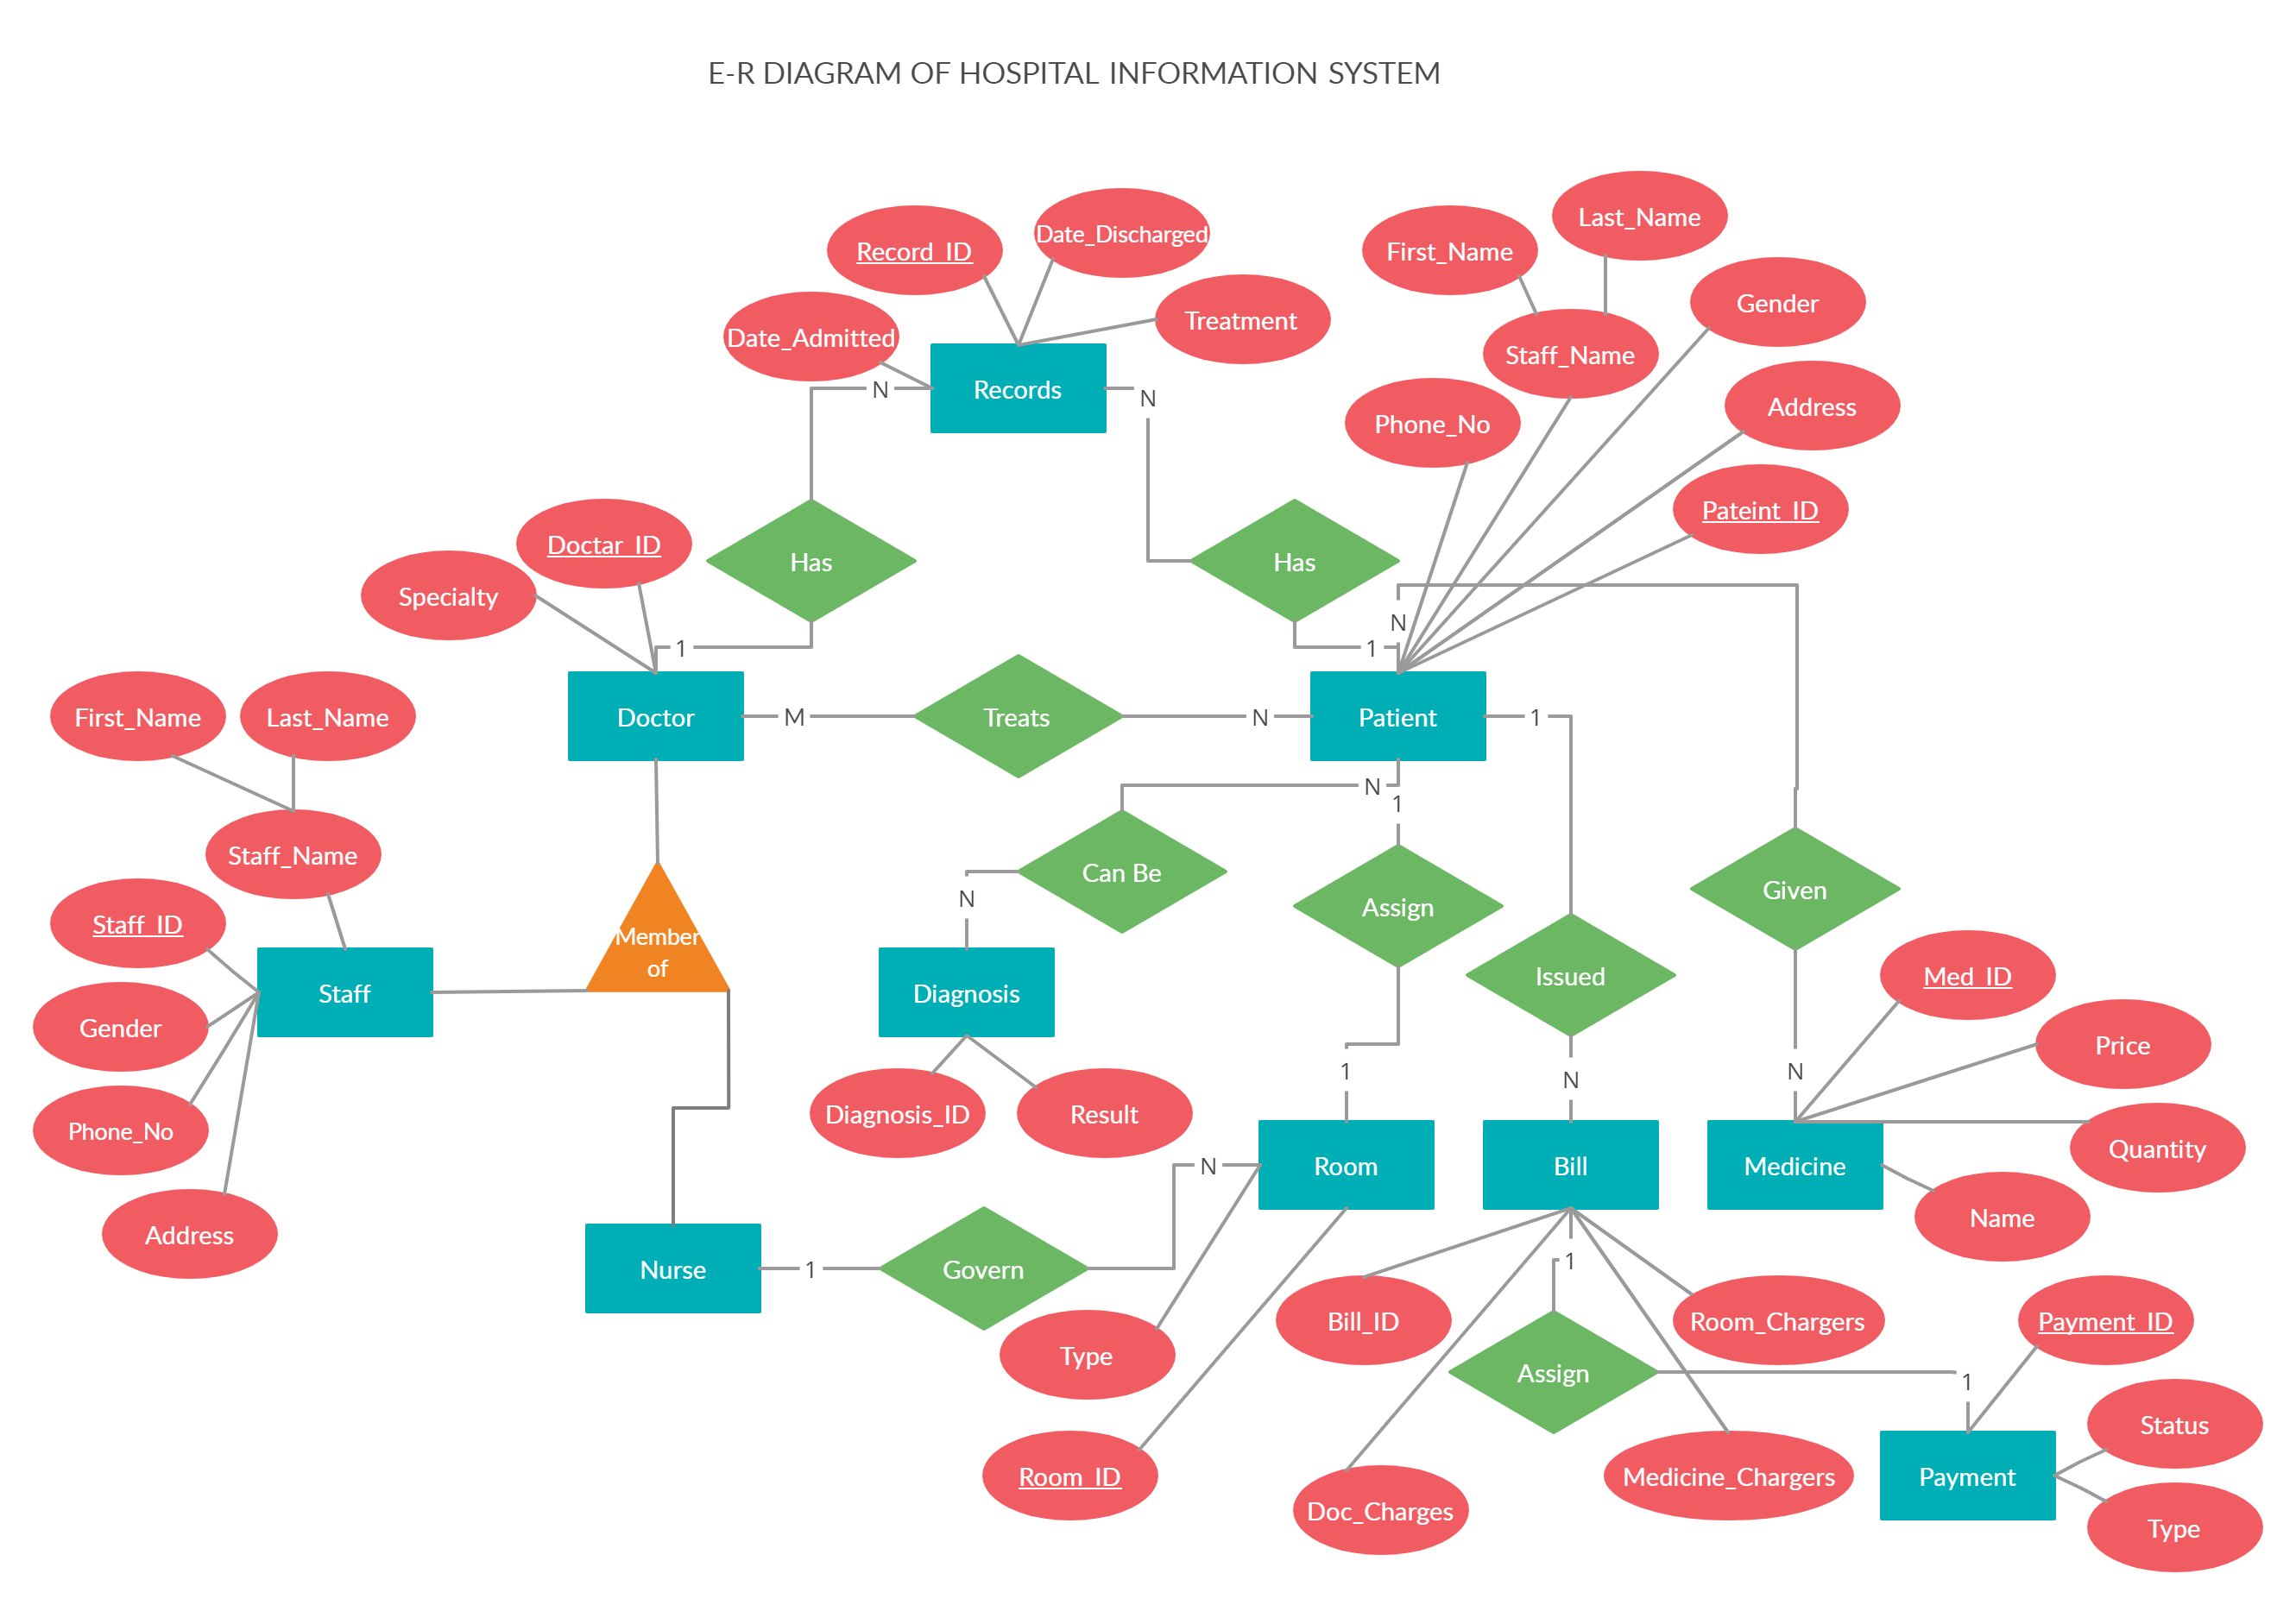 E-R DIAGRAM OF HOSPITAL INFORMATION SYSTEM
Last_Name
Date_Discharged
Record_ID
First_Name
Gender
Treatment
Date_Admitted
Staff_Name
Records
N
N
Address
Phone_No
Pateint_ID
Doctar_ID
Has
Has
Specialty
N
1
1
First_Name
Last_Name
Doctor
M
Treats
N
Patient
1
N
1
Staff_Name
Can Be
Given
N
Assign
Staff_ID
Member
of
Issued
Med_ID
Staff
Diagnosis
Gender
Price
1
N
N
Diagnosis_ID
Result
Phone_No
Quantity
N
Room
Bill
Medicine
Name
Address
1
Nurse
1
Govern
Bill_ID
Room_Chargers
Payment_ID
Type
Assign
1
Status
Room_ID
Medicine_Chargers
Payment
Doc_Charges
Type